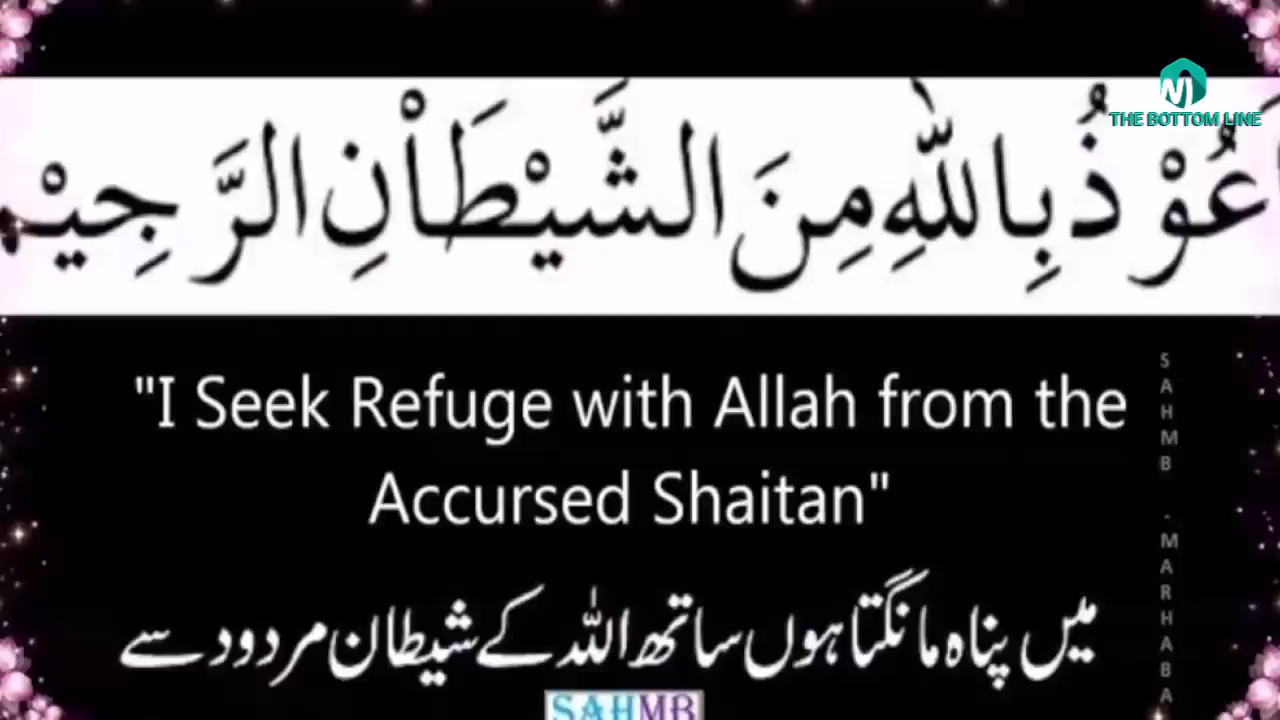 THE BOTTOM LINE
اَعُوْذُ بِاللّٰهِ مِنَ الشَّيْطَاْنِ الرَّجِيْم
"I Seek Refuge with Allah from the
Accursed Shaitan"
میں پناہ مانگتا ہوں ساتھ اللہ کے شیطان مردود سے
SAHMB - MARHABA
SAHMB